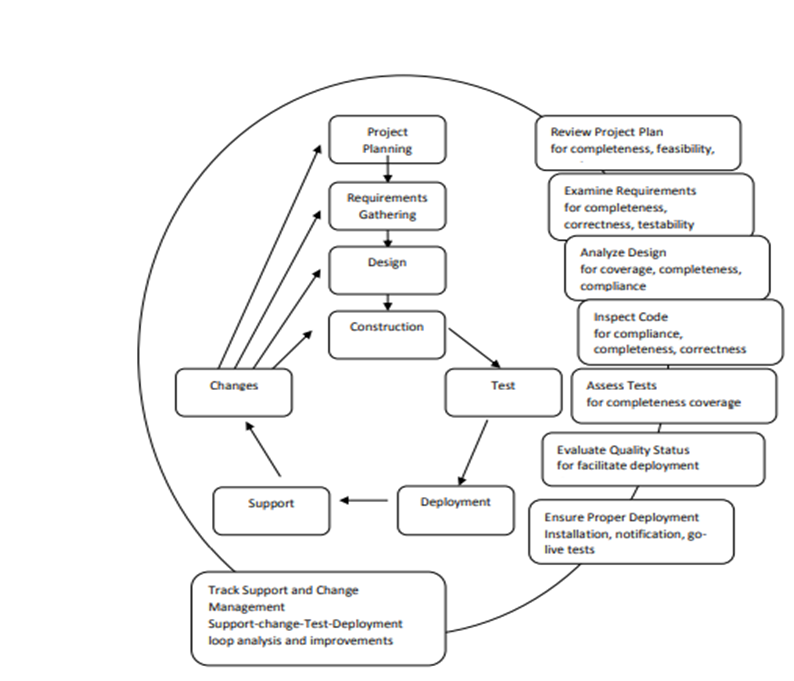 Project
Planning
Requirements
Gathering
Design
Construction
Changes
Test
Support
Deployment
Review Project Plan
for completeness, feasibility,
Examine Requirements
for completeness,
correctness, testability
Analyze Design
for coverage, completeness,
compliance
Inspect Code
for compliance,
completeness, correctness
Assess Tests
for completeness coverage
Evaluate Quality Status
for facilitate deployment
Ensure Proper Deployment
Installation, notification, go-
live tests
Track Support and Change
Management
Support-change-Test-Deployment
loop analysis and improvements